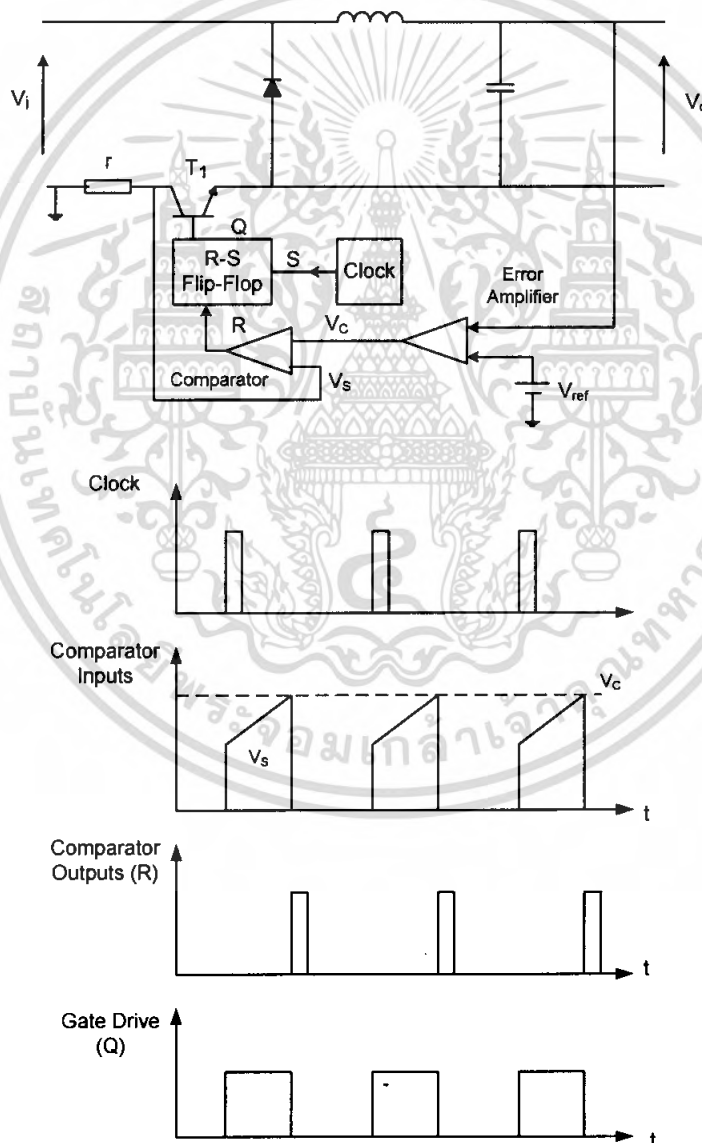 Vi
Vo
r
T1
Q
R-S
Flip-Flop
S
Clock
Error
Amplifier
R
VC
Comparator
VS
Vref
Clock
Comparator
Inputs
VC
VS
t
Comparator
Outputs (R)
t
Gate Drive
(Q)
t